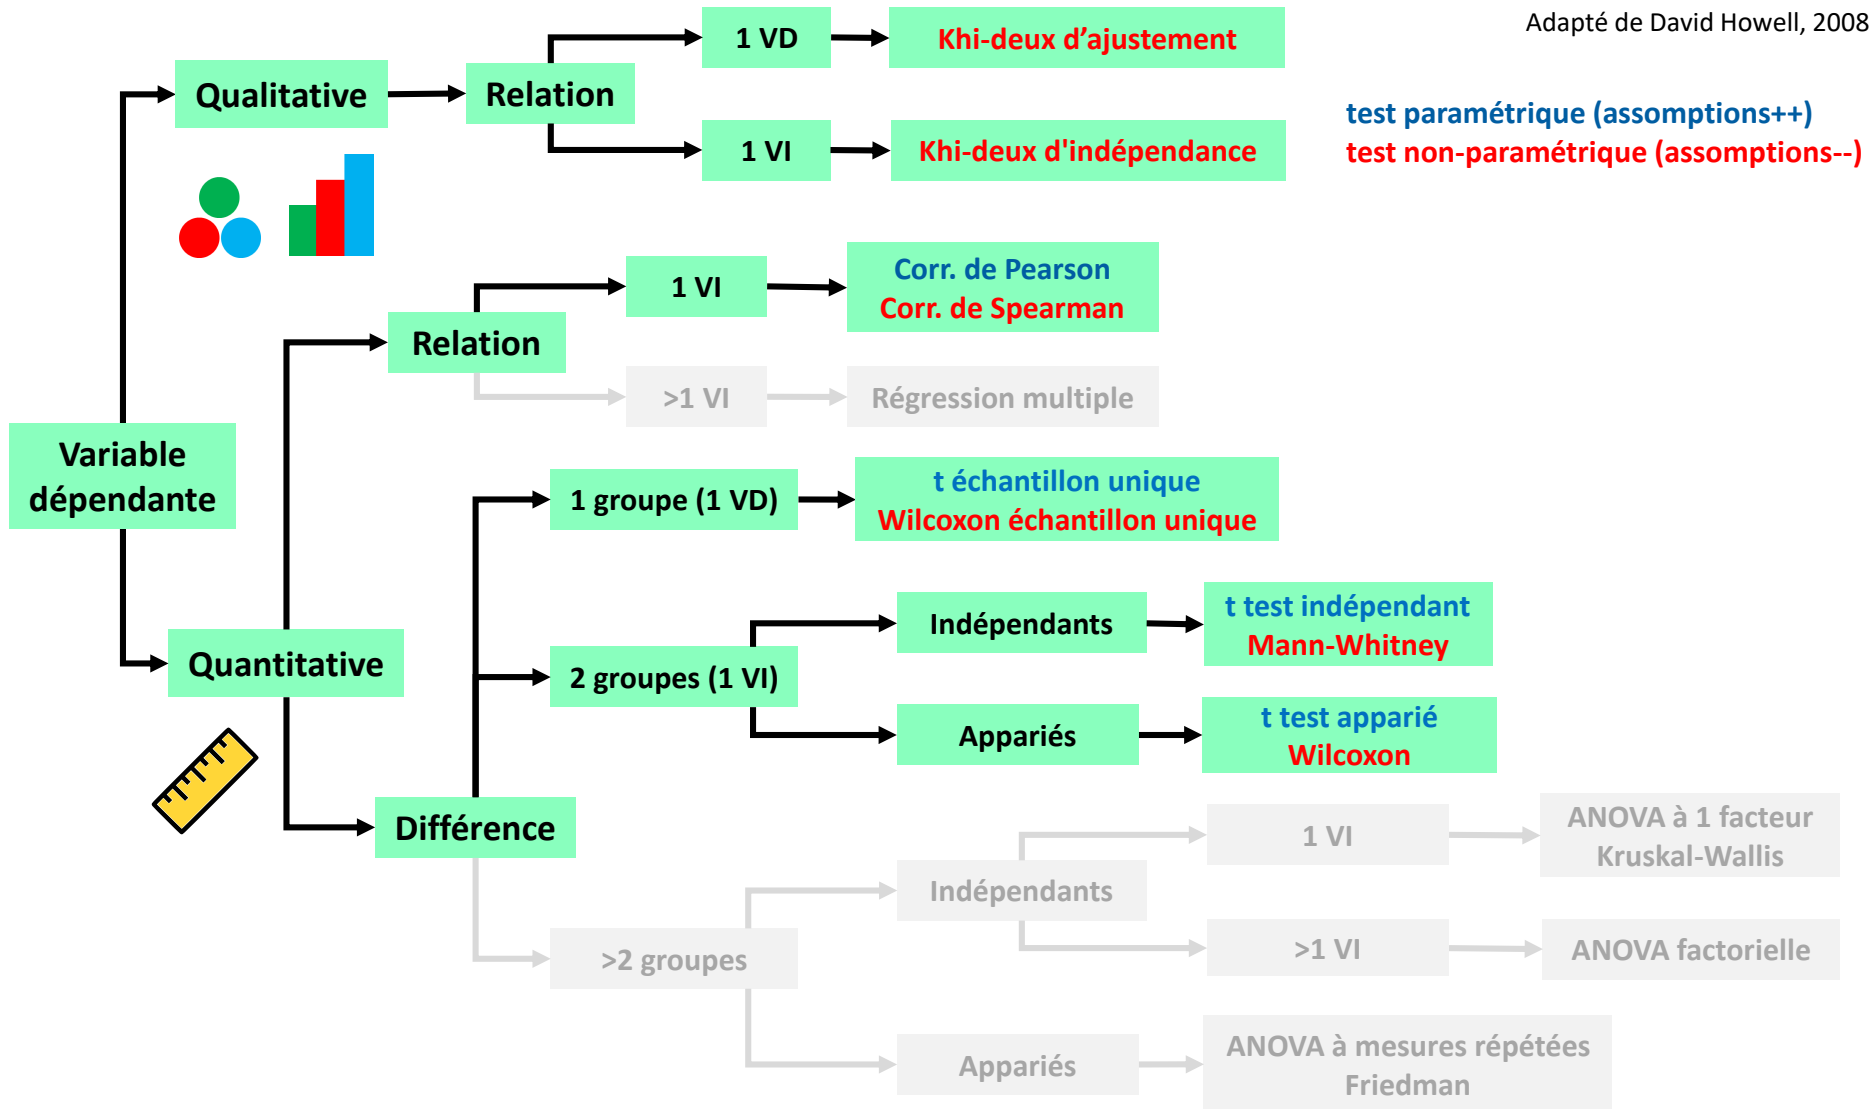 Adapté de David Howell, 2008
test paramétrique (assomptions++)
test non-paramétrique (assomptions--)
Variable
dépendante
Qualitative
Relation
1 VD
Khi-deux d’ajustement
1 VI
Khi-deux d'indépendance
Quantitative
Relation
1 VI
Corr. de Pearson
Corr. de Spearman
>1 VI
Régression multiple
Différence
1 groupe (1 VD)
t échantillon unique
Wilcoxon échantillon unique
2 groupes (1 VI)
Indépendants
t test indépendant
Mann-Whitney
Appariés
t test apparié
Wilcoxon
>2 groupes
Indépendants
1 VI
ANOVA à 1 facteur
Kruskal-Wallis
>1 VI
ANOVA factorielle
Appariés
ANOVA à mesures répétées
Friedman